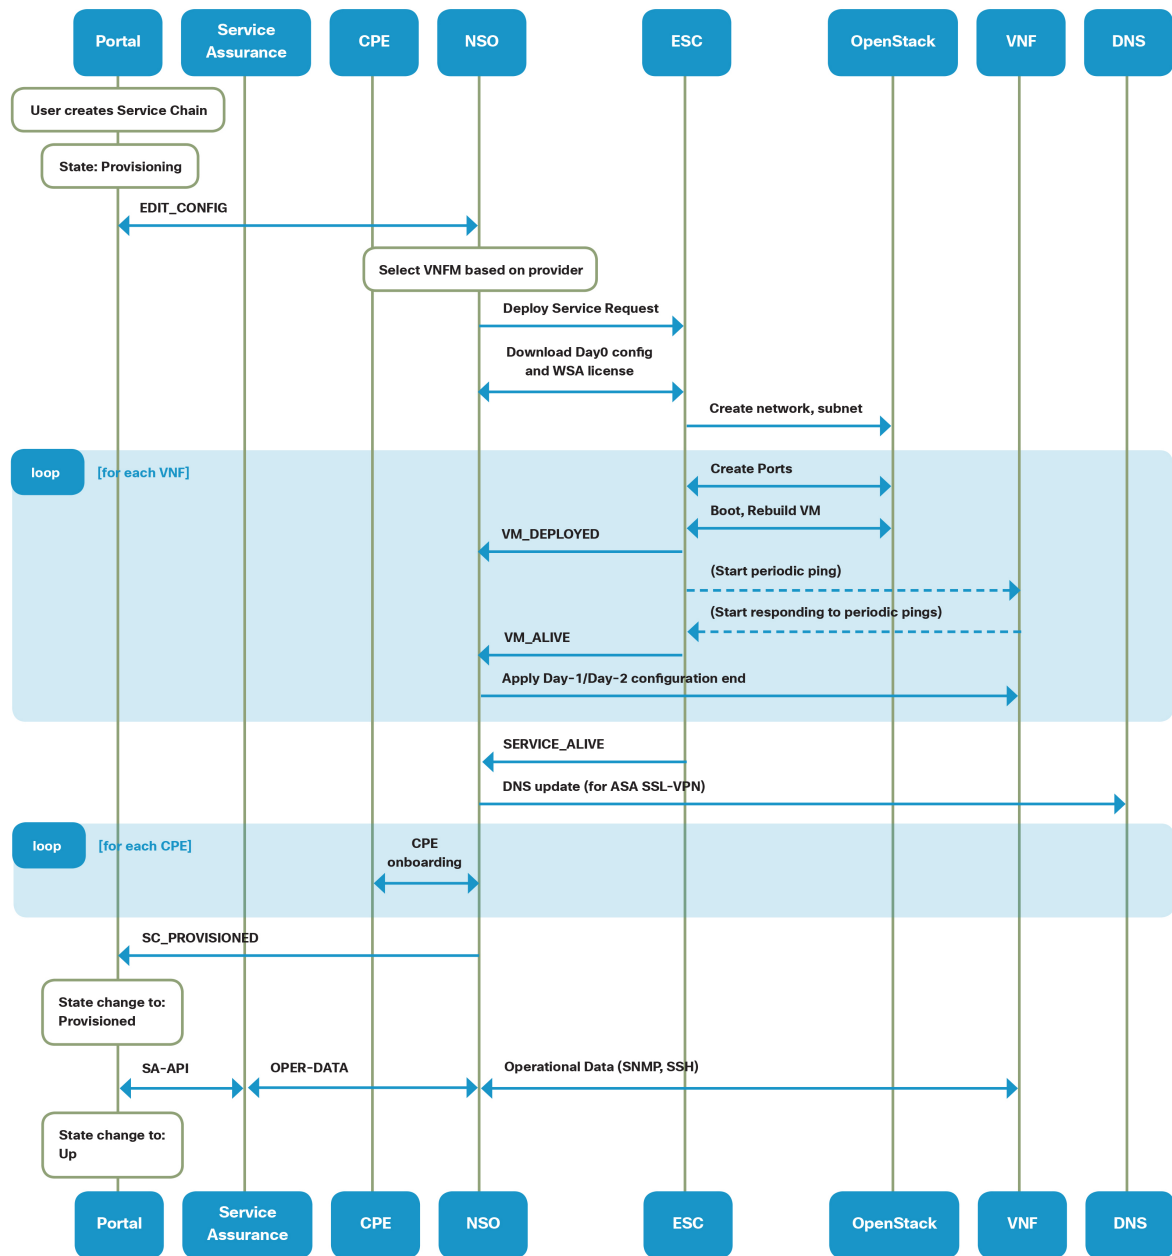 Portal
Service
Assurance
CPE
NSO
ESC
OpenStack
VNF
DNS
User creates Service Chain
State: Provisioning
EDIT_CONFIG
Select VNFM based on provider
Deploy Service Request
Download Day0 config
and WSA license
Create network, subnet
loop
[for each VNF]
Create Ports
Boot, Rebuild VM
VM_DEPLOYED
(Start periodic ping)
(Start responding to periodic pings)
VM_ALIVE
Apply Day-1/Day-2 configuration end
SERVICE_ALIVE
DNS update (for ASA SSL-VPN)
loop
[for each CPE]
CPE
onboarding
SC_PROVISIONED
State change to:
Provisioned
SA-API
OPER-DATA
Operational Data (SNMP, SSH)
State change to:
Up
Portal
Service
Assurance
CPE
NSO
ESC
OpenStack
VNF
DNS